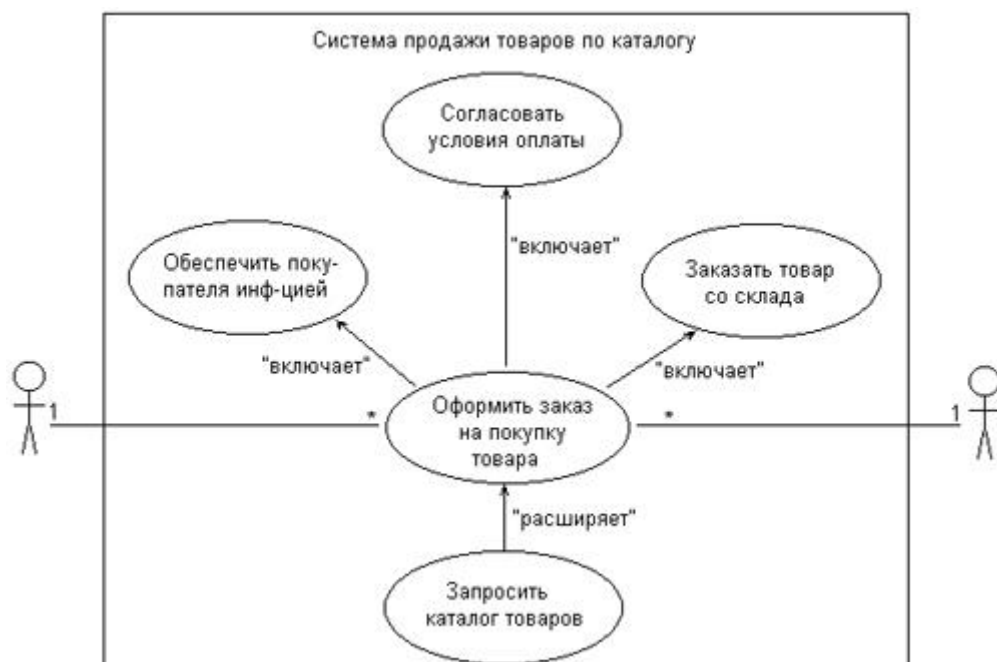 Система продажи товаров по каталогу
Согласовать
условия оплаты
"включает"
Обеспечить поку-
пателя инф-цией
Заказать товар
со склада
"включает"
"включает"
1
*
Оформить заказ
на покупку
товара
*
1
"расширяет"
Запросить
каталог товаров